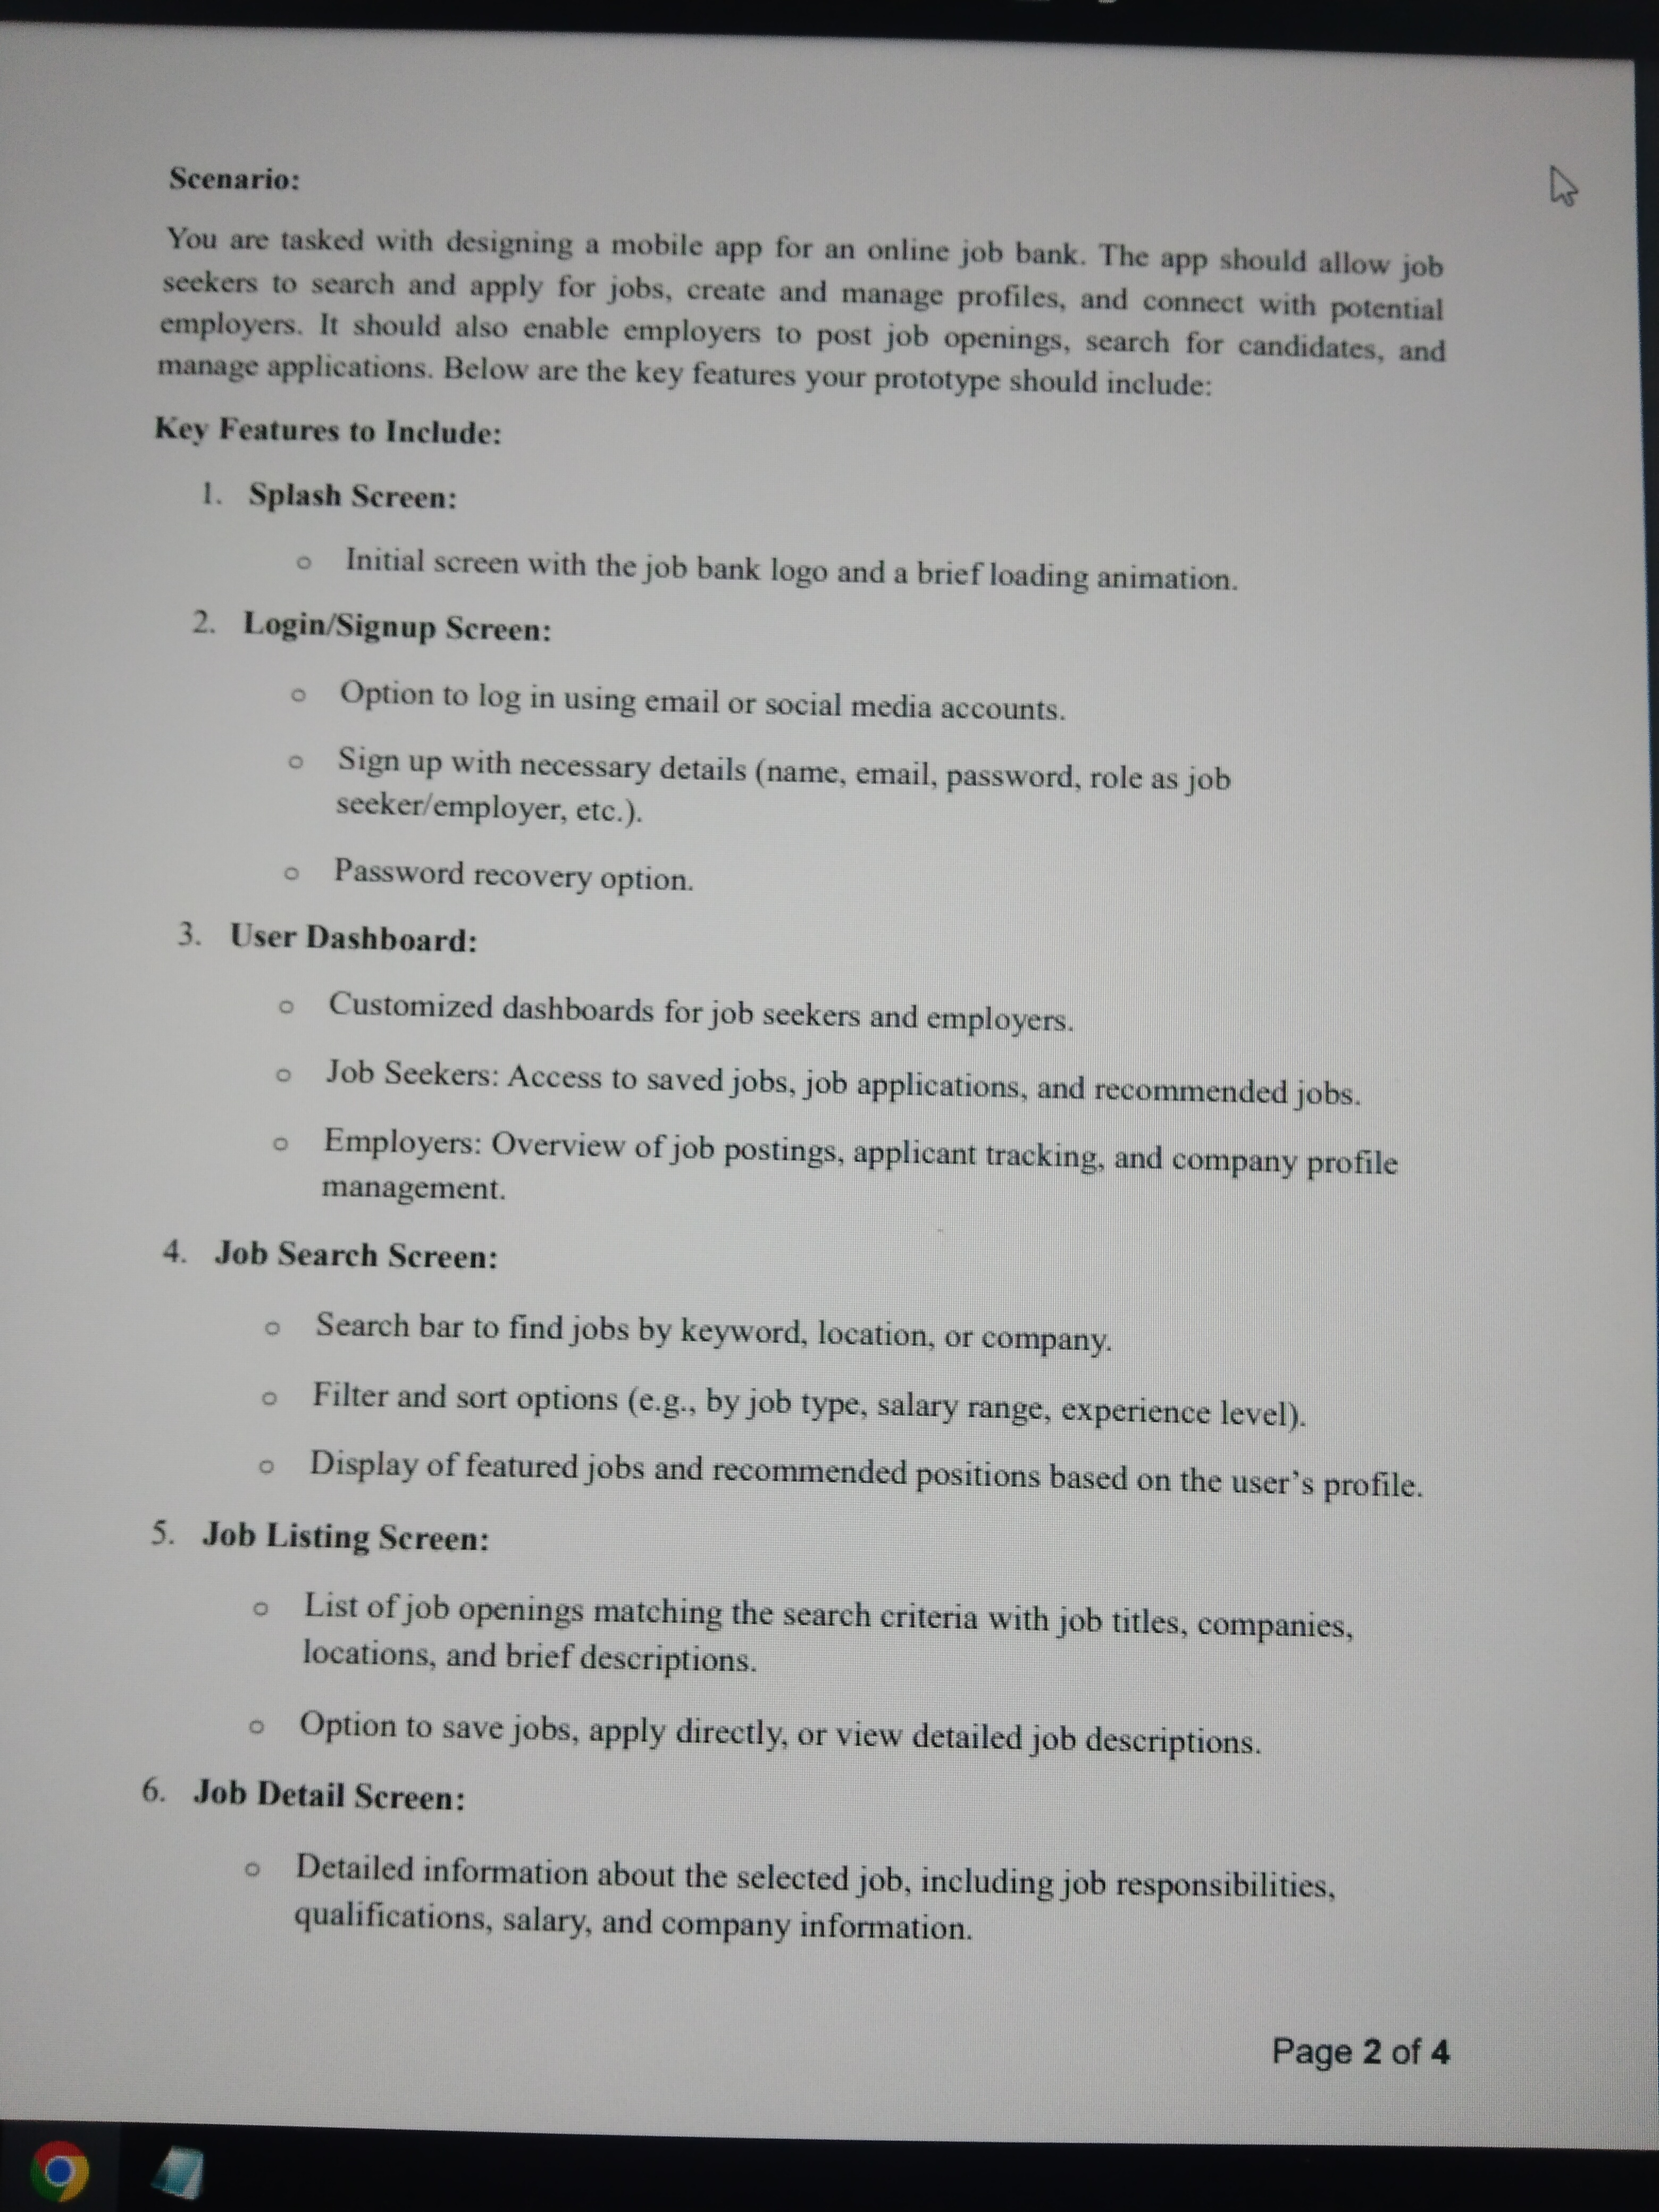 Scenario:
You are tasked with designing a mobile app for an online job bank. The app should allow job
seekers to search and apply for jobs, create and manage profiles, and connect with potential
employers. It should also enable employers to post job openings, search for candidates, and
manage applications. Below are the key features your prototype should include:
Key Features to Include:
1. Splash Screen:
o Initial screen with the job bank logo and a brief loading animation.
2. Login/Signup Screen:
o Option to log in using email or social media accounts.
o Sign up with necessary details (name, email, password, role as job
seeker/employer, etc.).
o Password recovery option.
3. User Dashboard:
o Customized dashboards for job seekers and employers.
o Job Seekers: Access to saved jobs, job applications, and recommended jobs.
o Employers: Overview of job postings, applicant tracking, and company profile
management.
4. Job Search Screen:
o Search bar to find jobs by keyword, location, or company.
o Filter and sort options (e.g., by job type, salary range, experience level).
o Display of featured jobs and recommended positions based on the user's profile.
5. Job Listing Screen:
o List of job openings matching the search criteria with job titles, companies,
locations, and brief descriptions.
o Option to save jobs, apply directly, or view detailed job descriptions.
6. Job Detail Screen:
o Detailed information about the selected job, including job responsibilities,
qualifications, salary, and company information.
Page 2 of 4